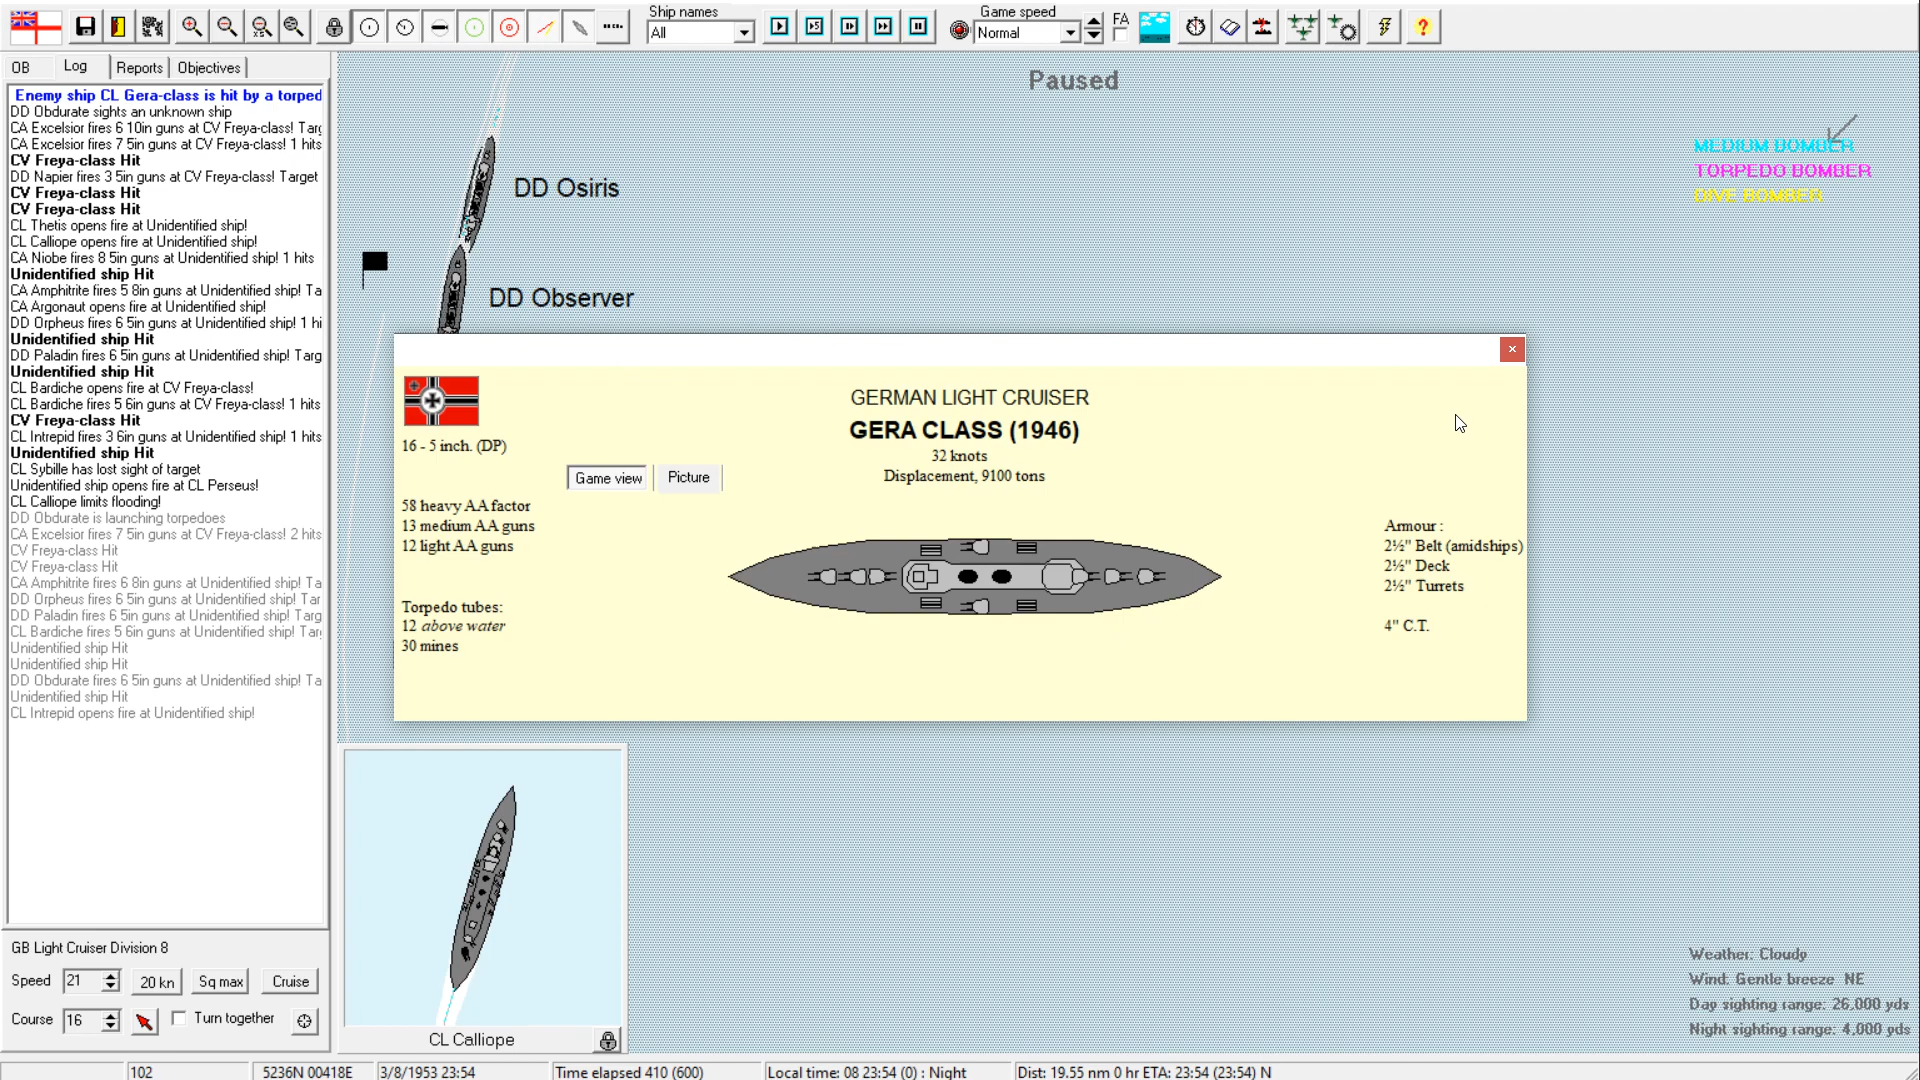 Ship names
All
Game speed
Normal
FA
OB Log Reports Objectives
Enemy ship CL Gera-class is hit by a torped
DD Obdurate sights an unknown ship
CA Excelsior fires 6 10in guns at CV Freya-class! Targ
CA Excelsior fires 7 5in guns at CV Freya-class! 1 hits
CV Freya-class Hit
DD Napier fires 3 5in guns at CV Freya-class! Target
CV Freya-class Hit
CV Freya-class Hit
CL Thetis opens fire at Unidentified ship!
CL Calliope opens fire at Unidentified ship!
CA Niobe fires 8 5in guns at Unidentified ship! 1 hits
Unidentified ship Hit
CA Amphitrite fires 5 8in guns at Unidentified ship! Ta
CA Argonaut opens fire at Unidentified ship!
DD Orpheus fires 6 5in guns at Unidentified ship! 1 hi
Unidentified ship Hit
DD Paladin fires 6 5in guns at Unidentified ship! Targ
Unidentified ship Hit
CL Bardiche opens fire at CV Freya-class!
CL Bardiche fires 5 6in guns at CV Freya-class! 1 hits
CV Freya-class Hit
CL Intrepid fires 3 6in guns at Unidentified ship! 1 hits
Unidentified ship Hit
CL Sybille has lost sight of target
Unidentified ship opens fire at CL Perseus!
CL Calliope limits flooding!
DD Obdurate is launching torpedoes
CA Excelsior fires 7 5in guns at CV Freya-class! 2 hits
CV Freya-class Hit
CV Freya-class Hit
CA Amphitrite fires 6 8in guns at Unidentified ship! Ta
DD Orpheus fires 6 5in guns at Unidentified ship! Tar
DD Paladin fires 6 5in guns at Unidentified ship! Targ
CL Bardiche fires 5 6in guns at Unidentified ship! Targ
Unidentified ship Hit
Unidentified ship Hit
DD Obdurate fires 6 5in guns at Unidentified ship! Ta
Unidentified ship Hit
CL Intrepid opens fire at Unidentified ship!
GB Light Cruiser Division 8
Speed 21 20 kn Sq max Cruise
Course 16 Turn together
Paused
MEDIUM BOMBER
TORPEDO BOMBER
DIVE BOMBER
DD Osiris
DD Observer
GERMAN LIGHT CRUISER
GERA CLASS (1946)
32 knots
Displacement, 9100 tons
16 - 5 inch. (DP)
Game view Picture
58 heavy AA factor
13 medium AA guns
12 light AA guns
Torpedo tubes:
12 above water
30 mines
Armour :
2½" Belt (amidships)
2½" Deck
2½" Turrets
4" C.T.
CL Calliope
Weather: Cloudy
Wind: Gentle breeze NE
Day sighting range: 26,000 yds
Night sighting range: 4,000 yds
102 5236N 00418E 3/8/1953 23:54 Time elapsed 410 (600) Local time: 08 23:54 (0) : Night Dist: 19.55 nm 0 hr ETA: 23:54 (23:54) N